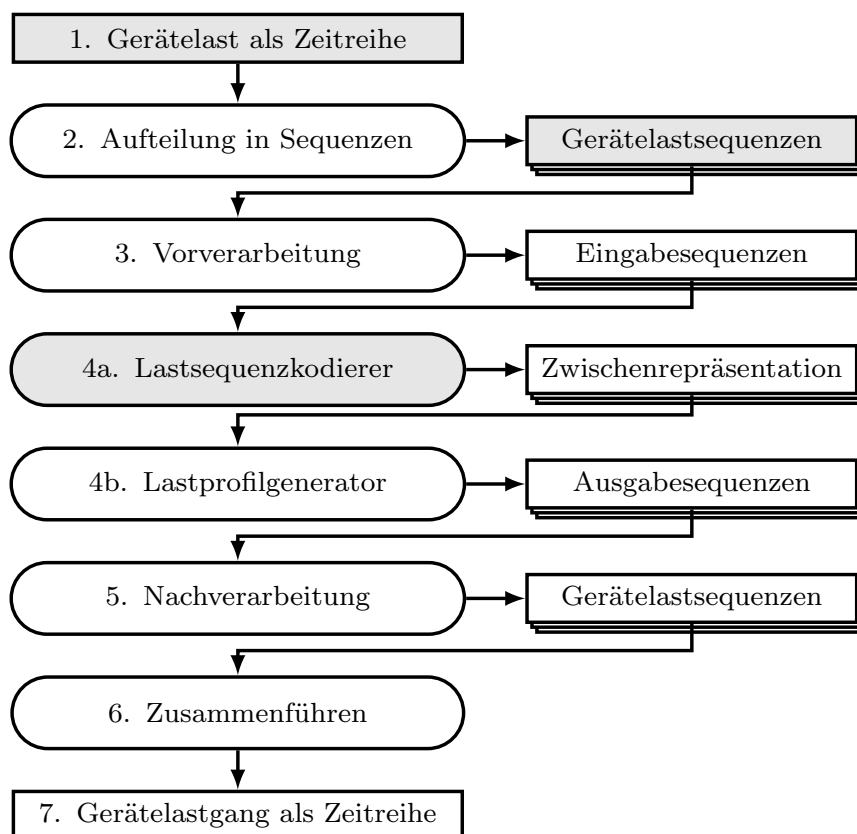 1. Gerätelast als Zeitreihe
2. Aufteilung in Sequenzen
Gerätelastsequenzen
3. Vorverarbeitung
Eingabesequenzen
4a. Lastsequenzkodierer
Zwischenrepräsentation
4b. Lastprofilgenerator
Ausgabesequenzen
5. Nachverarbeitung
Gerätelastsequenzen
6. Zusammenführen
7. Gerätelastgang als Zeitreihe